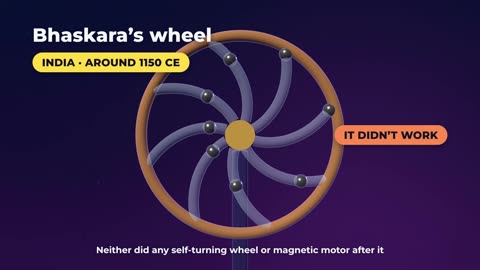 Bhaskara’s wheel
INDIA · AROUND 1150 CE
IT DIDN’T WORK
Neither did any self-turning wheel or magnetic motor after it